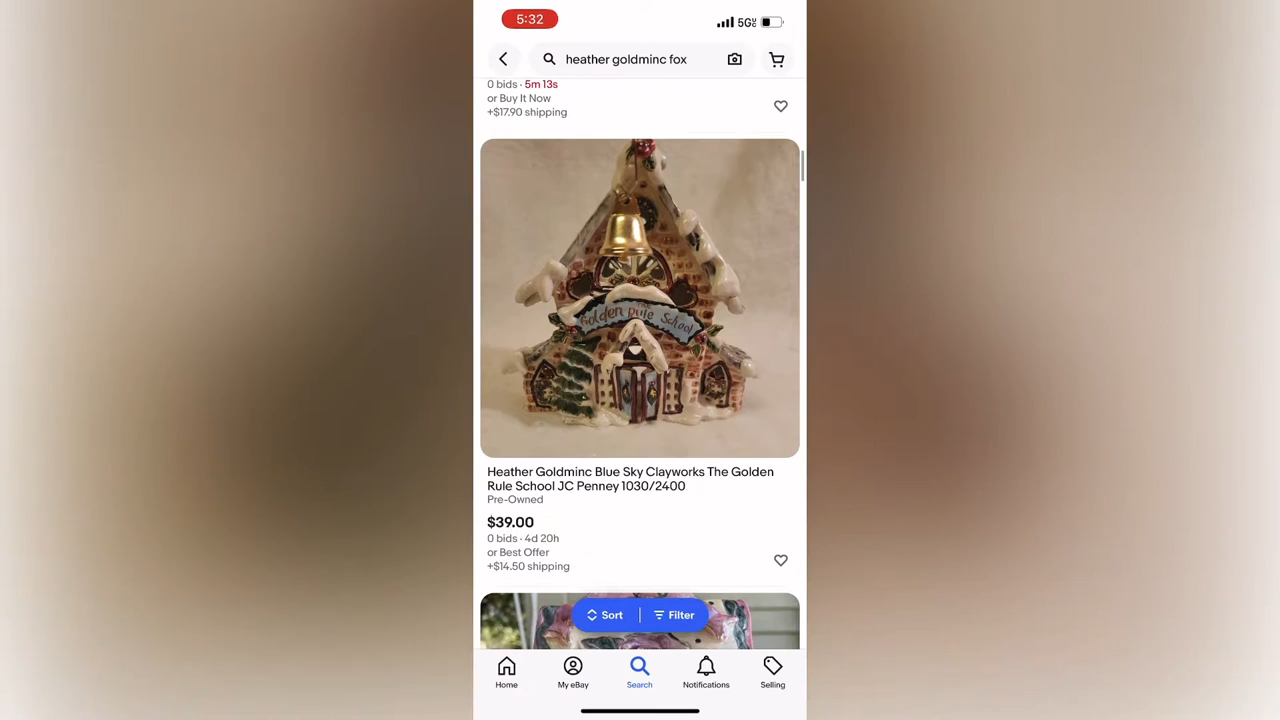 5:32
5G
heather goldminc fox
0 bids · 5m 13s
or Buy It Now
+$17.90 shipping
Golden Rule School
Heather Goldminc Blue Sky Clayworks The Golden
Rule School JC Penney 1030/2400
Pre-Owned
$39.00
0 bids · 4d 20h
or Best Offer
+$14.50 shipping
Sort
Filter
Home
My eBay
Search
Notifications
Selling